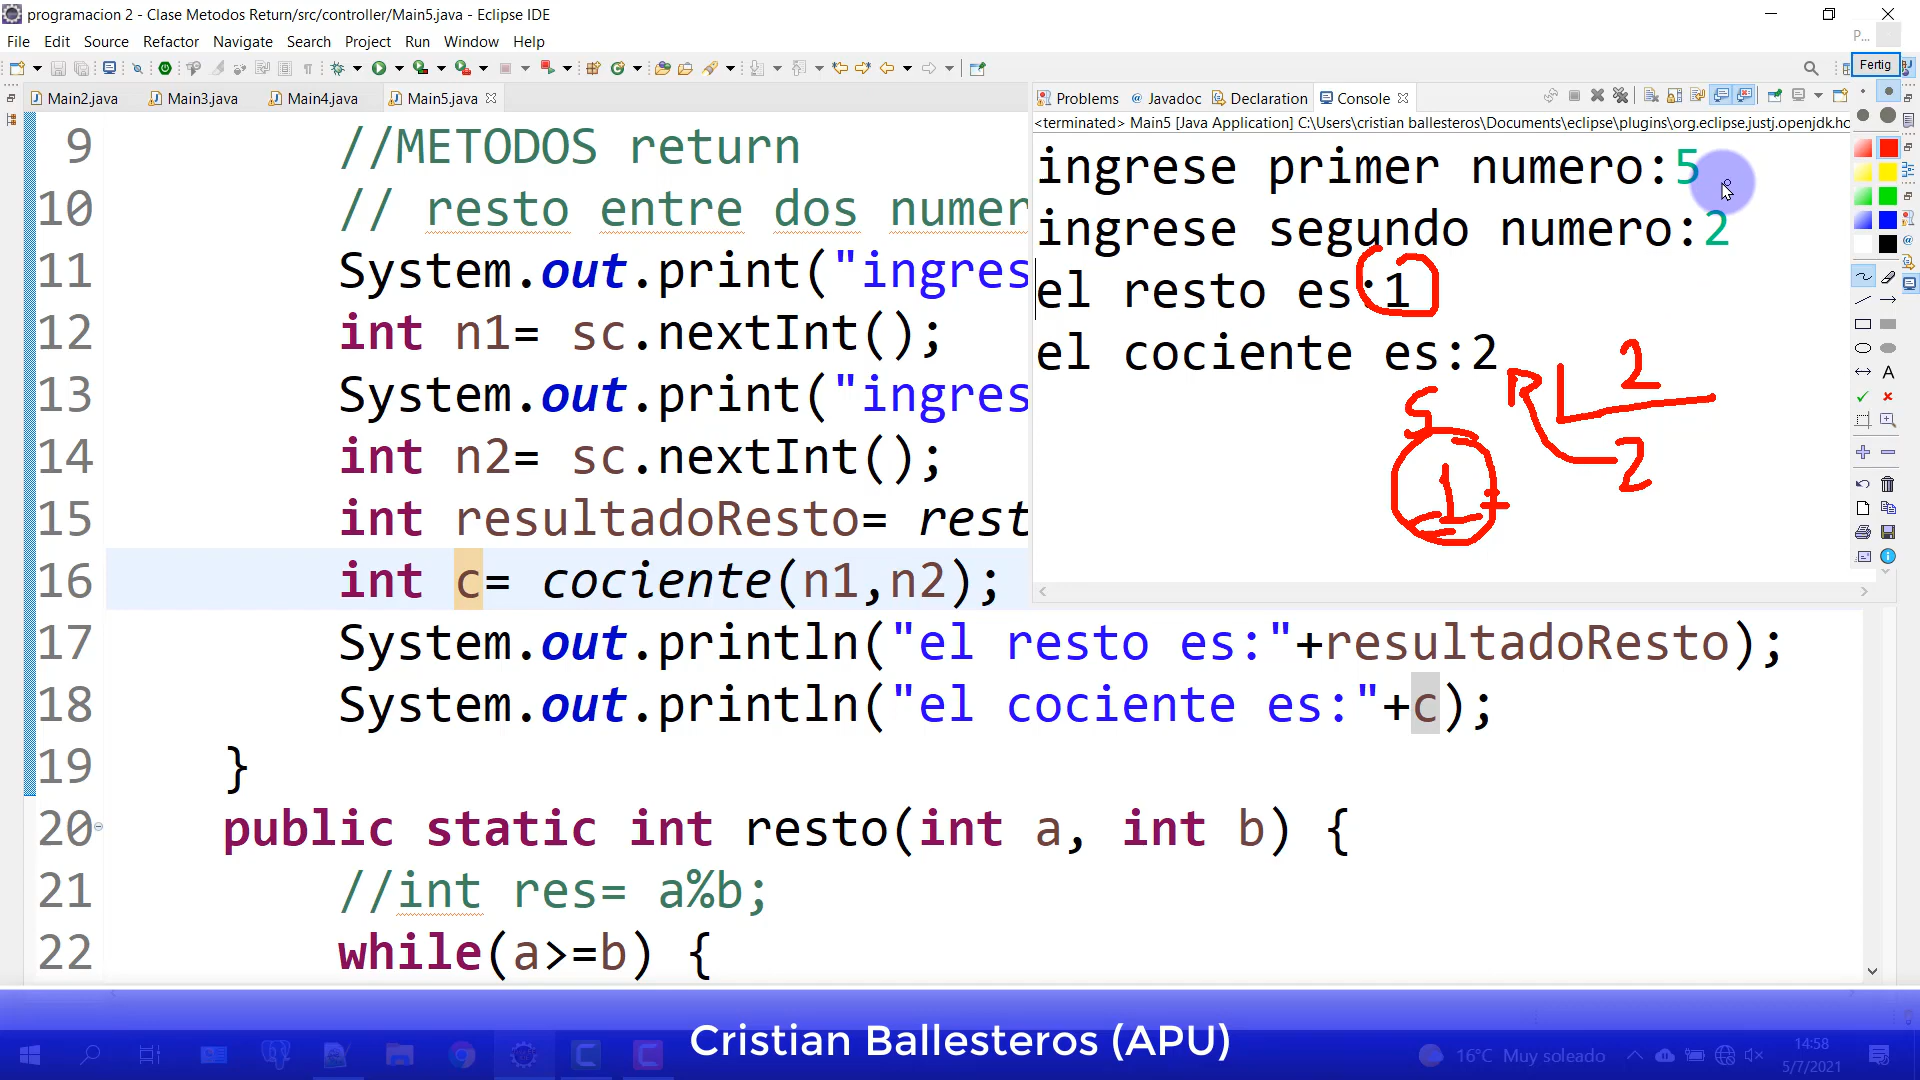 programacion 2 - Clase Metodos Return/src/controller/Main5.java - Eclipse IDE
File Edit Source Refactor Navigate Search Project Run Window Help
P...
Fertig
Main2.java Main3.java Main4.java Main5.java
Problems @ Javadoc Declaration Console
<terminated> Main5 [Java Application] C:\Users\cristian ballesteros\Documents\eclipse\plugins\org.eclipse.justj.openjdk.ho
ingrese primer numero:5
ingrese segundo numero:2
el resto es:1
el cociente es:2
5 2
1 2
9 //METODOS return
10 // resto entre dos numer
11 System.out.print("ingres
12 int n1= sc.nextInt();
13 System.out.print("ingres
14 int n2= sc.nextInt();
15 int resultadoResto= rest
16 int c= cociente(n1,n2);
17 System.out.println("el resto es:"+resultadoResto);
18 System.out.println("el cociente es:"+c);
19 }
20 public static int resto(int a, int b) {
21 //int res= a%b;
22 while(a>=b) {
Cristian Ballesteros (APU)
16°C Muy soleado
14:58
5/7/2021